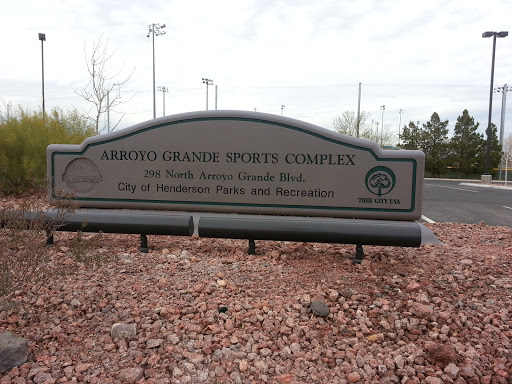 ARROYO GRANDE SPORTS COMPLEX
298 North Arroyo Grande Blvd.
City of Henderson Parks and Recreation
TREE CITY USA